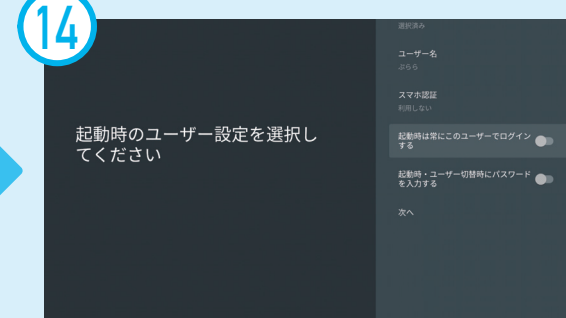 14
起動時のユーザー設定を選択し
てください
選択済み
ユーザー名
ぷらら
スマホ認証
利用しない
起動時は常にこのユーザーでログイン
する
起動時・ユーザー切替時にパスワード
を入力する
次へ